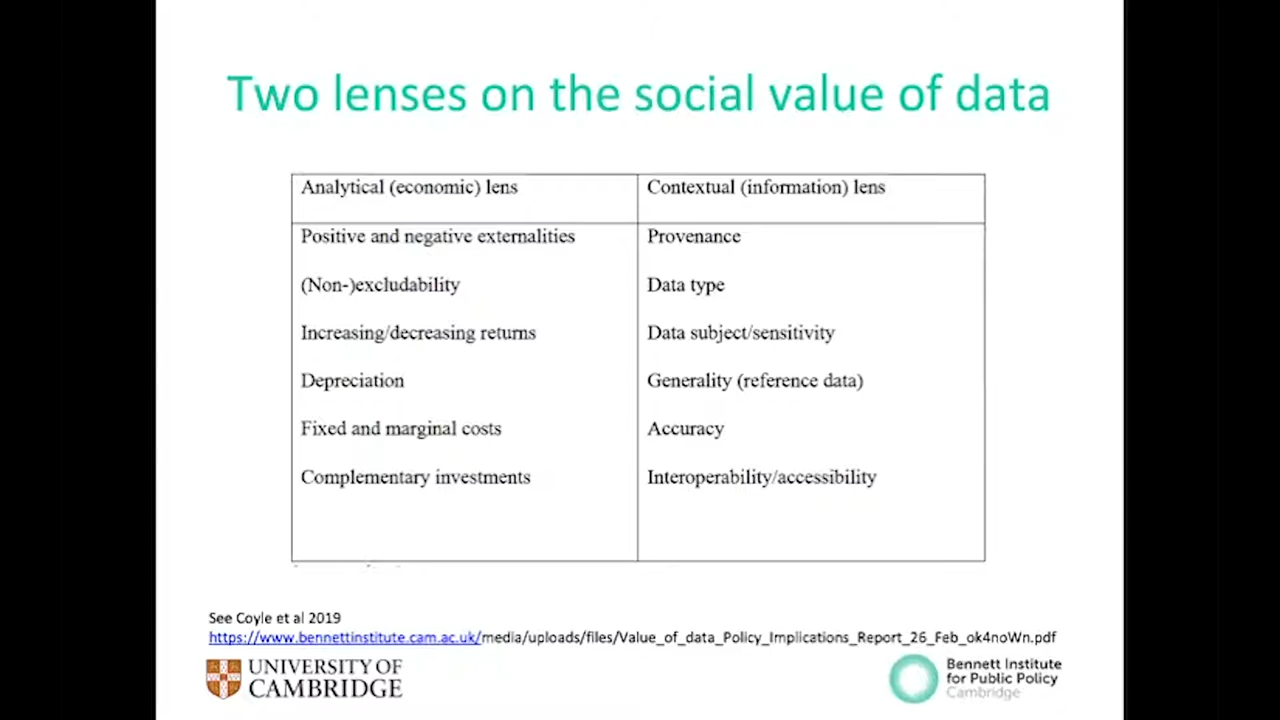 Two lenses on the social value of data
Analytical (economic) lens
Contextual (information) lens
Positive and negative externalities
Provenance
(Non-)excludability
Data type
Increasing/decreasing returns
Data subject/sensitivity
Depreciation
Generality (reference data)
Fixed and marginal costs
Accuracy
Complementary investments
Interoperability/accessibility
See Coyle et al 2019
https://www.bennettinstitute.cam.ac.uk/media/uploads/files/Value_of_data_Policy_Implications_Report_26_Feb_ok4noWn.pdf
UNIVERSITY OF
CAMBRIDGE
Bennett Institute
for Public Policy
Cambridge